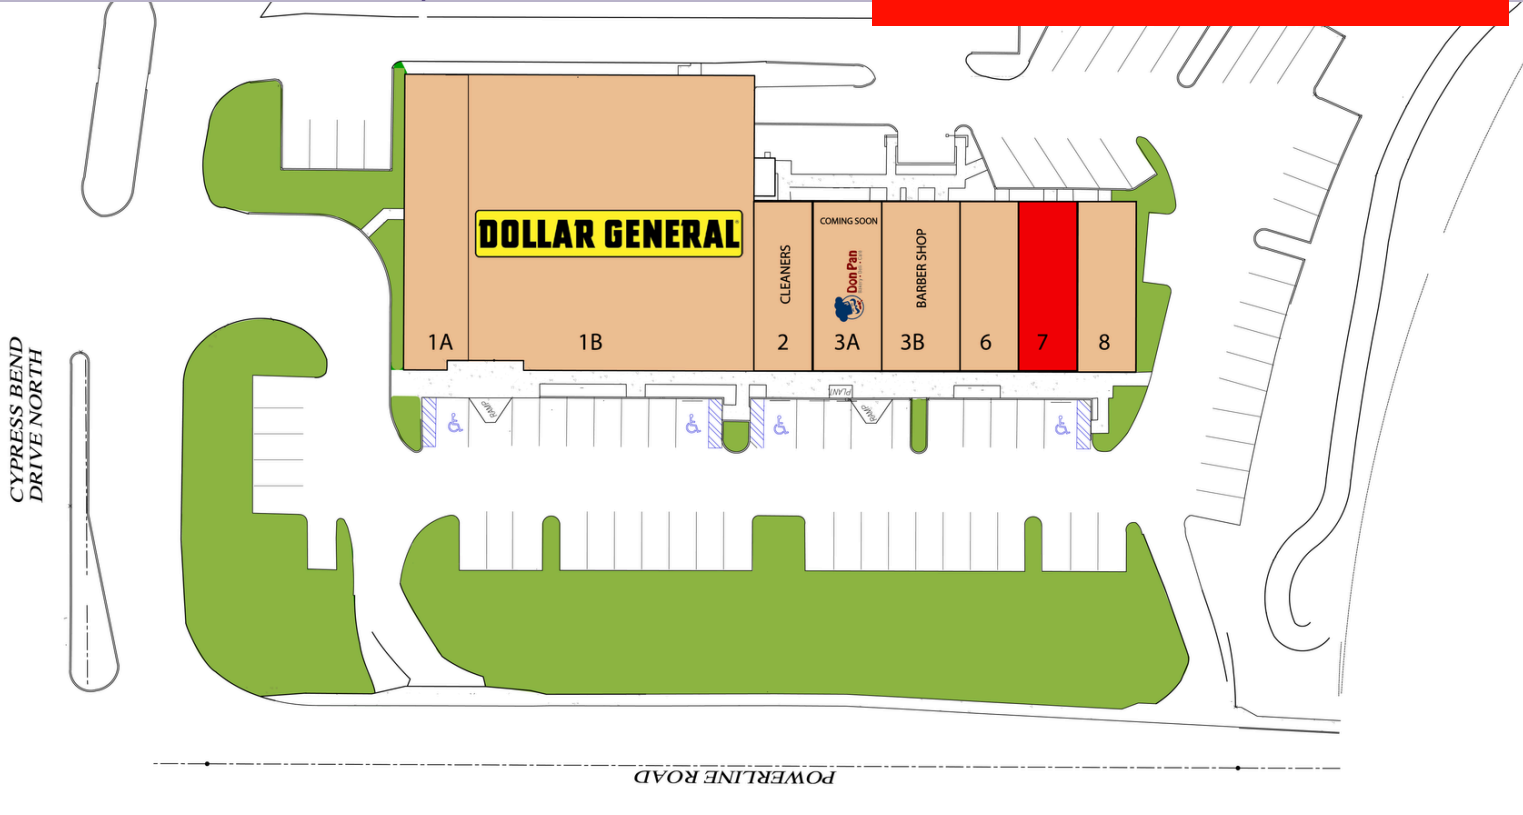 DOLLAR GENERAL
COMING SOON
CLEANERS
Don Pan
BARBER SHOP
1A
1B
2
3A
3B
6
7
8
PLANT
RAMP
RAMP
CYPRESS BEND
DRIVE NORTH
POWERLINE ROAD